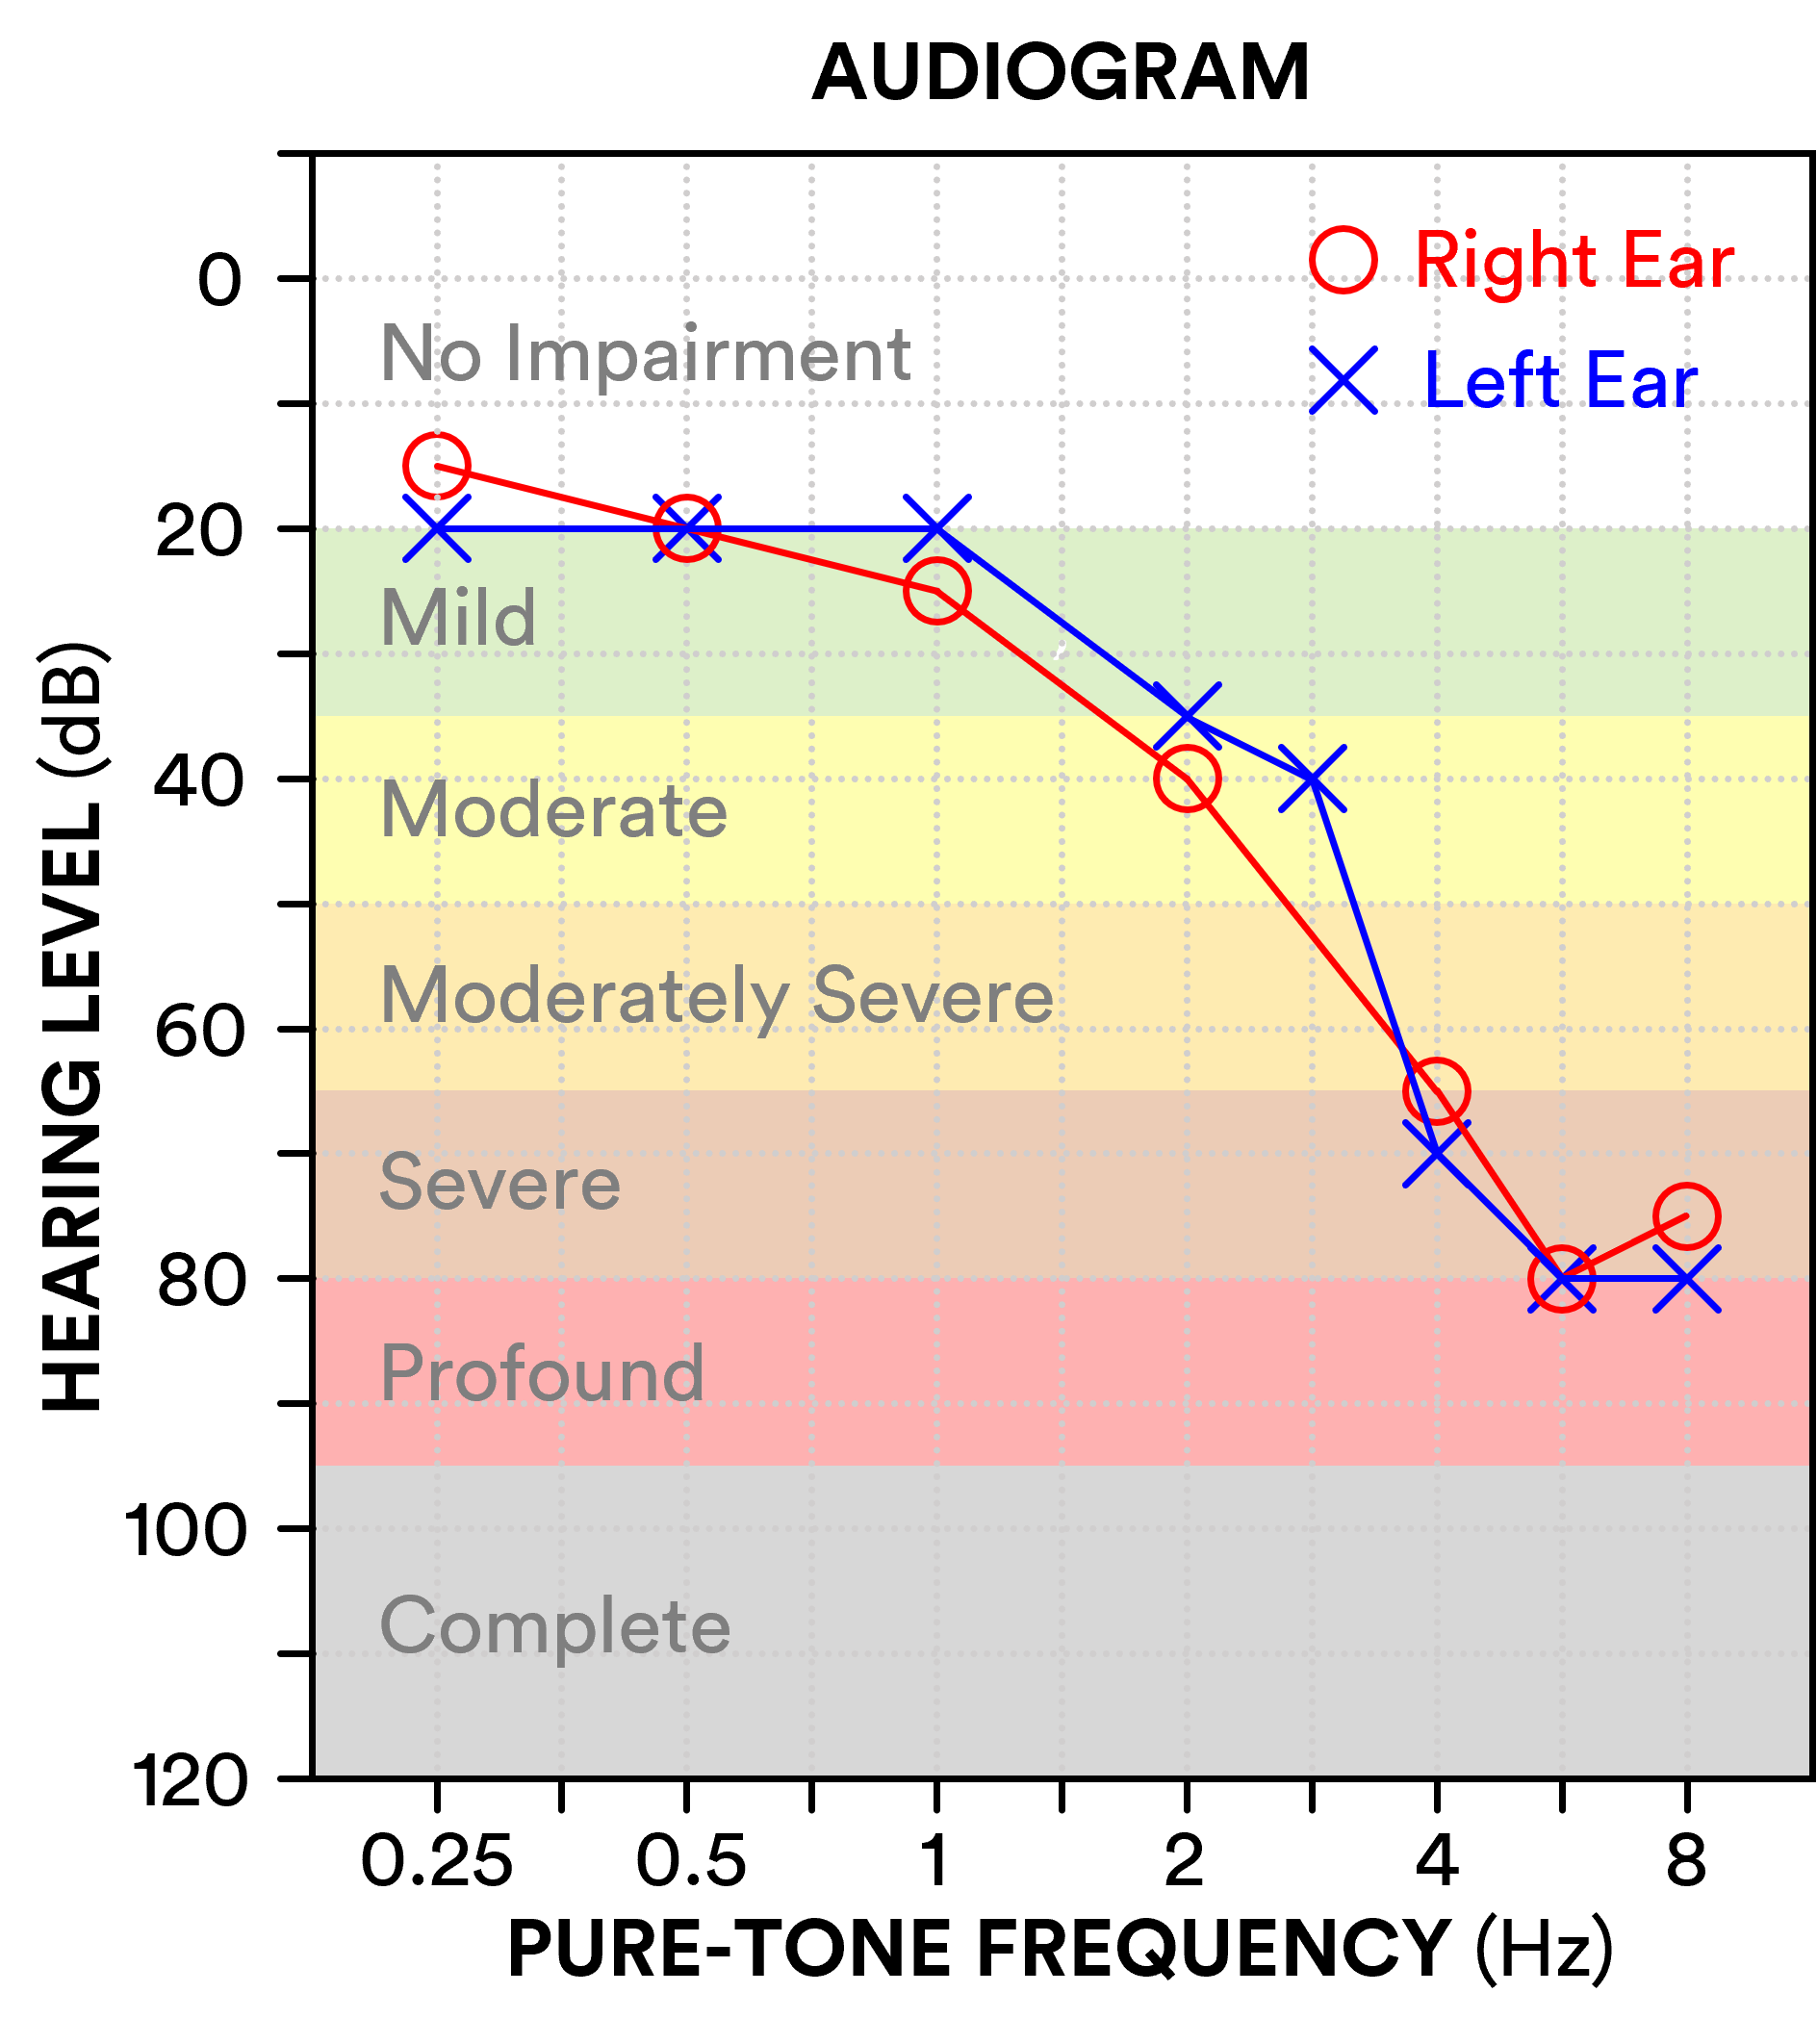 AUDIOGRAM
Right Ear
Left Ear
No Impairment
Mild
Moderate
Moderately Severe
Severe
Profound
Complete
HEARING LEVEL (dB)
0
20
40
60
80
100
120
0.25 0.5 1 2 4 8
PURE-TONE FREQUENCY (Hz)